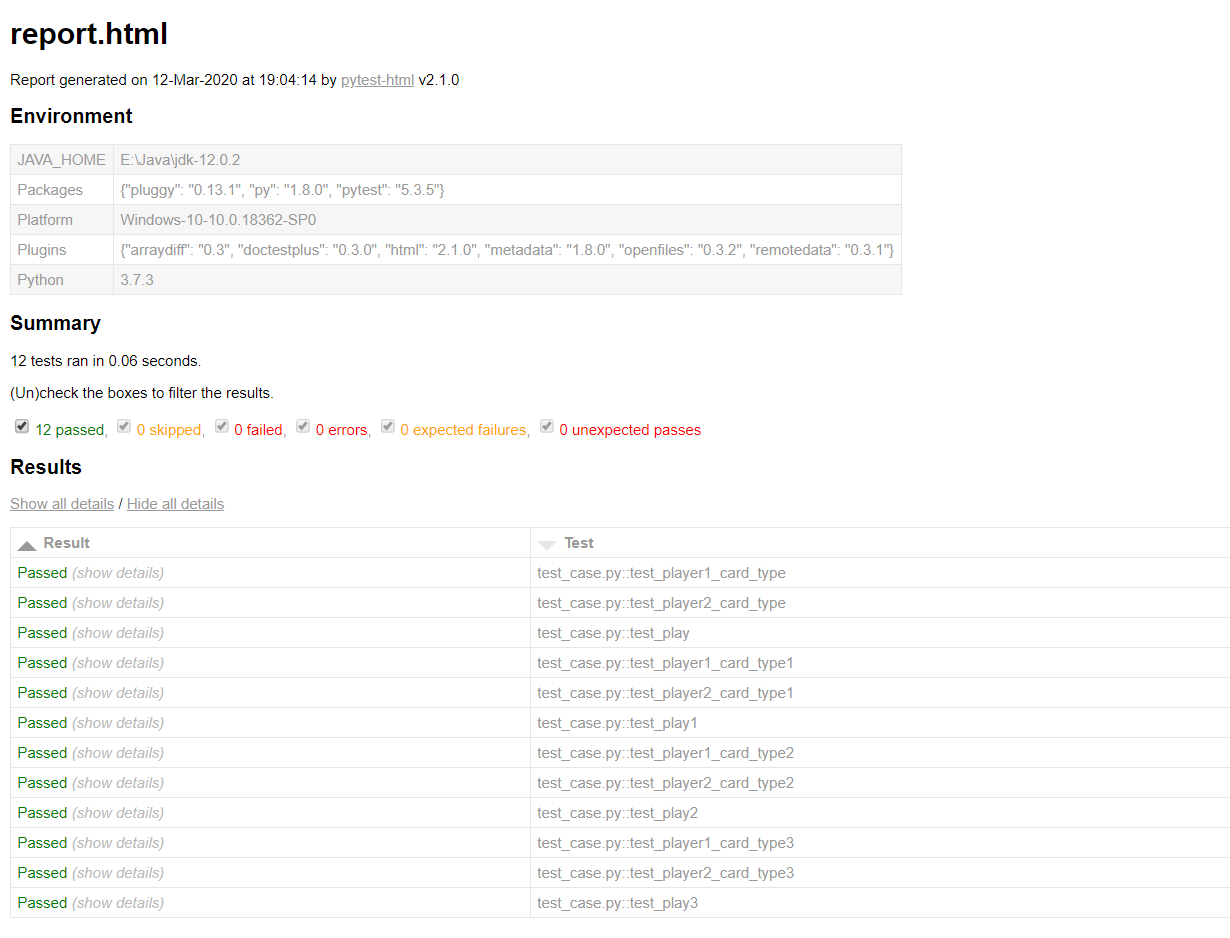 report.html
Report generated on 12-Mar-2020 at 19:04:14 by pytest-html v2.1.0
Environment
JAVA_HOME E:\Java\jdk-12.0.2
Packages {"pluggy": "0.13.1", "py": "1.8.0", "pytest": "5.3.5"}
Platform Windows-10-10.0.18362-SP0
Plugins {"arraydiff": "0.3", "doctestplus": "0.3.0", "html": "2.1.0", "metadata": "1.8.0", "openfiles": "0.3.2", "remotedata": "0.3.1"}
Python 3.7.3
Summary
12 tests ran in 0.06 seconds.
(Un)check the boxes to filter the results.
12 passed, 0 skipped, 0 failed, 0 errors, 0 expected failures, 0 unexpected passes
Results
Show all details / Hide all details
Result Test
Passed (show details) test_case.py::test_player1_card_type
Passed (show details) test_case.py::test_player2_card_type
Passed (show details) test_case.py::test_play
Passed (show details) test_case.py::test_player1_card_type1
Passed (show details) test_case.py::test_player2_card_type1
Passed (show details) test_case.py::test_play1
Passed (show details) test_case.py::test_player1_card_type2
Passed (show details) test_case.py::test_player2_card_type2
Passed (show details) test_case.py::test_play2
Passed (show details) test_case.py::test_player1_card_type3
Passed (show details) test_case.py::test_player2_card_type3
Passed (show details) test_case.py::test_play3